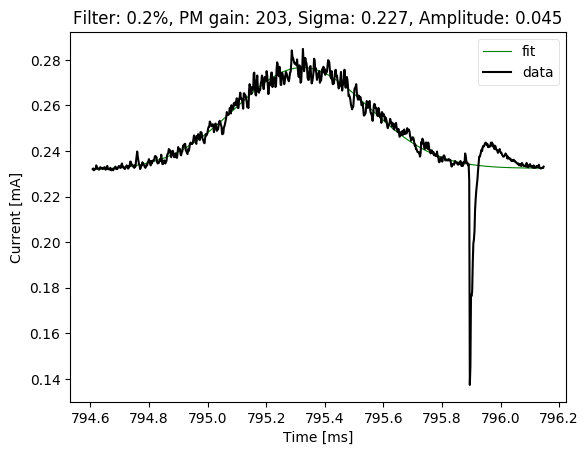 Filter: 0.2%, PM gain: 203, Sigma: 0.227, Amplitude: 0.045
fit
data
0.28
0.26
0.24
0.22
0.20
0.18
0.16
0.14
Current [mA]
794.6 794.8 795.0 795.2 795.4 795.6 795.8 796.0 796.2
Time [ms]